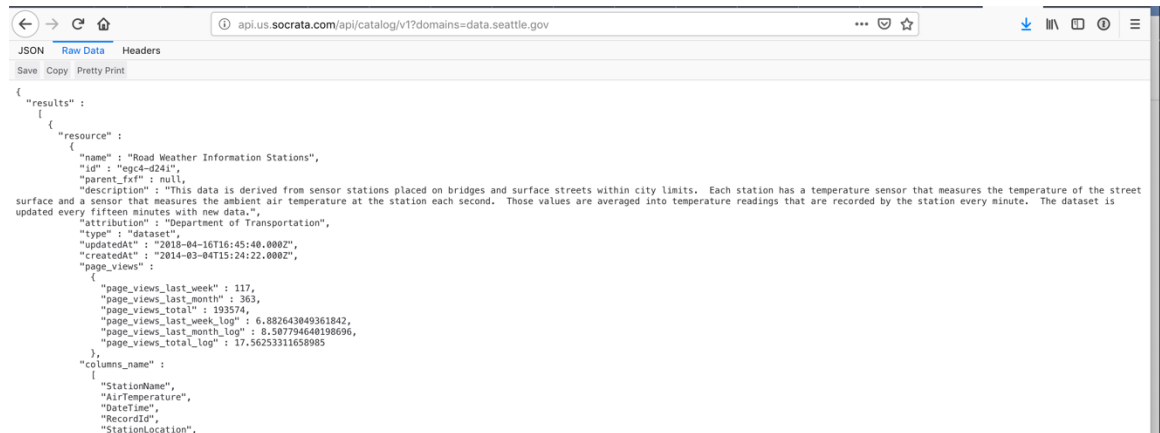 api.us.socrata.com/api/catalog/v1?domains=data.seattle.gov
JSON Raw Data Headers
Save Copy Pretty Print
{
"results" :
[
{
"resource" :
{
"name" : "Road Weather Information Stations",
"id" : "egc4-d24i",
"parent_fxf" : null,
"description" : "This data is derived from sensor stations placed on bridges and surface streets within city limits.  Each station has a temperature sensor that measures the temperature of the street
surface and a sensor that measures the ambient air temperature at the station each second.  Those values are averaged into temperature readings that are recorded by the station every minute.  The dataset is
updated every fifteen minutes with new data.",
"attribution" : "Department of Transportation",
"type" : "dataset",
"updatedAt" : "2018-04-16T16:45:40.000Z",
"createdAt" : "2014-03-04T15:24:22.000Z",
"page_views" :
{
"page_views_last_week" : 117,
"page_views_last_month" : 363,
"page_views_total" : 193574,
"page_views_last_week_log" : 6.882643049361842,
"page_views_last_month_log" : 8.507794640198696,
"page_views_total_log" : 17.56253311658985
},
"columns_name" :
[
"StationName",
"AirTemperature",
"DateTime",
"RecordId",
"StationLocation",